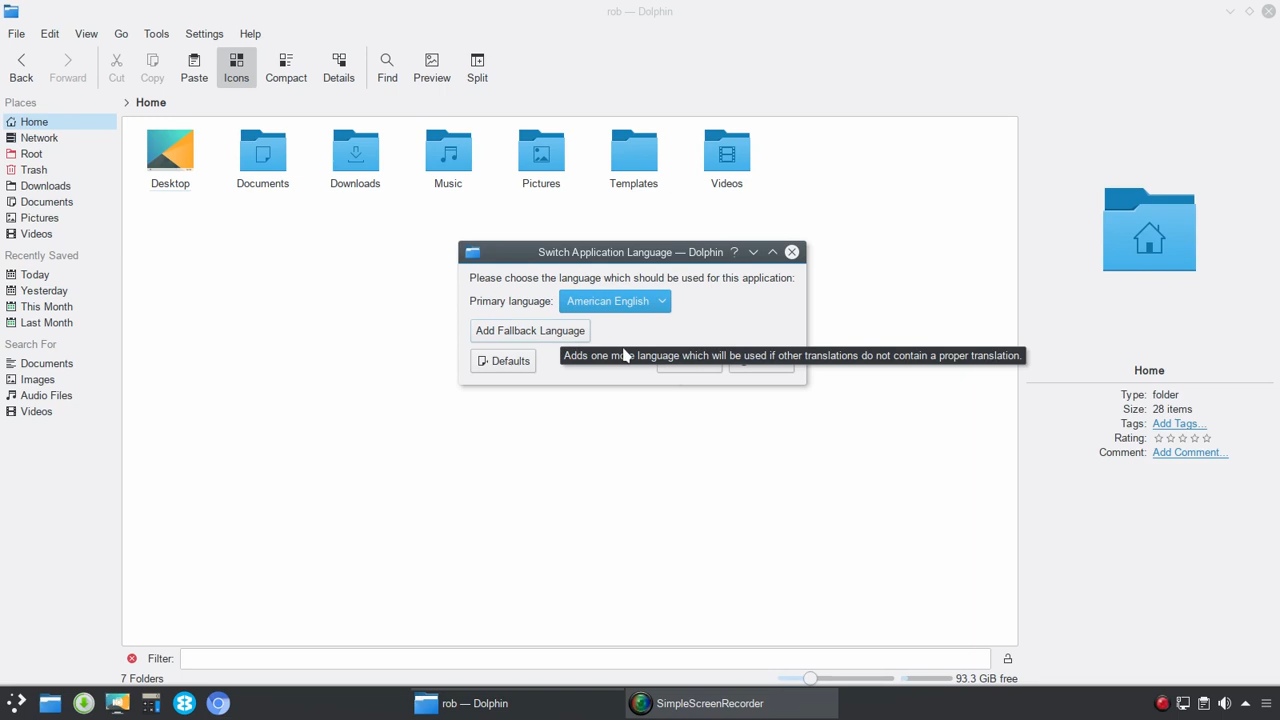 rob — Dolphin
File Edit View Go Tools Settings Help
Back Forward Cut Copy Paste Icons Compact Details Find Preview Split
Places
Home
Network
Root
Trash
Downloads
Documents
Pictures
Videos
Recently Saved
Today
Yesterday
This Month
Last Month
Search For
Documents
Images
Audio Files
Videos
> Home
Desktop Documents Downloads Music Pictures Templates Videos
Switch Application Language — Dolphin ?
Please choose the language which should be used for this application:
Primary language: American English
Add Fallback Language
Adds one more language which will be used if other translations do not contain a proper translation.
Defaults
Home
Type: folder
Size: 28 items
Tags: Add Tags...
Rating:
Comment: Add Comment...
Filter:
7 Folders
93.3 GiB free
rob — Dolphin
SimpleScreenRecorder